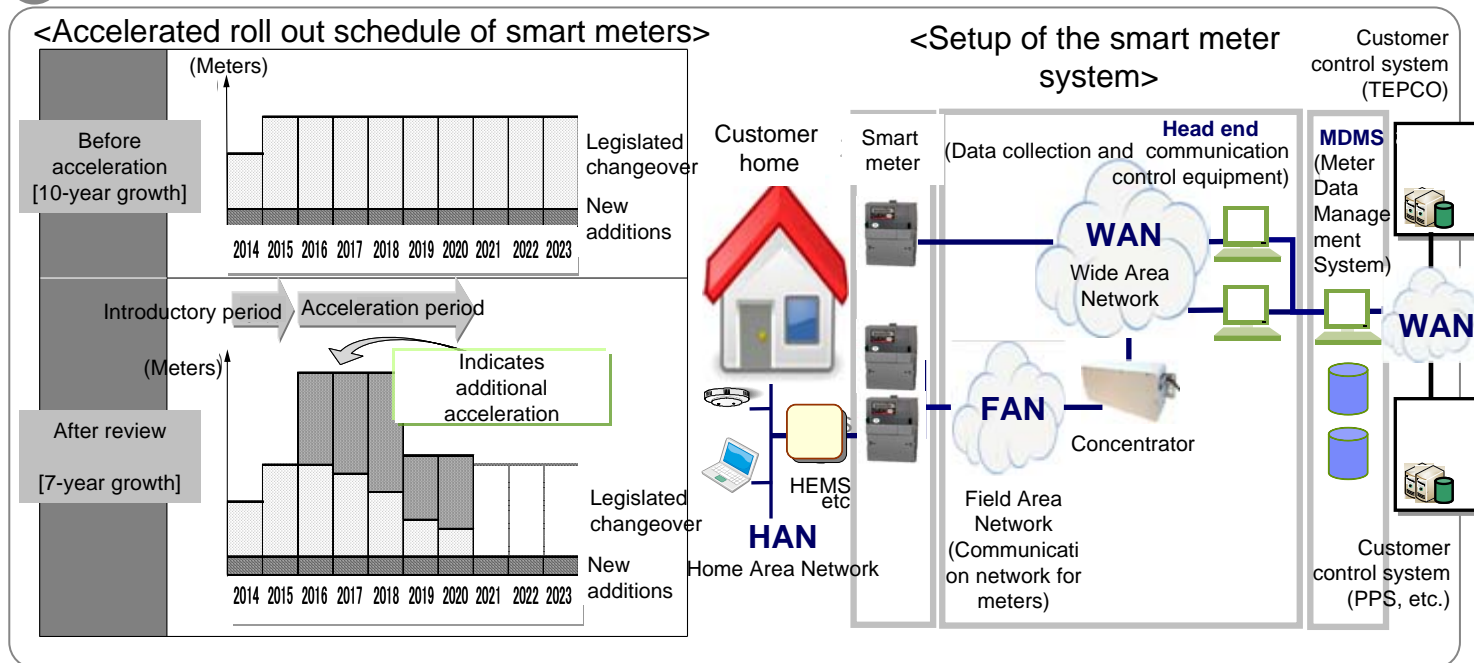 <Accelerated roll out schedule of smart meters>
(Meters)
Before
acceleration
[10-year growth]
Legislated
changeover
New
additions
2014 2015 2016 2017 2018 2019 2020 2021 2022 2023
Introductory period
Acceleration period
(Meters)
Indicates
additional
acceleration
After review
[7-year growth]
Legislated
changeover
New
additions
2014 2015 2016 2017 2018 2019 2020 2021 2022 2023
<Setup of the smart meter
system>
Customer
home
Smart
meter
Head end
(Data collection and communication
control equipment)
WAN
Wide Area
Network
FAN
Concentrator
Field Area
Network
(Communicati
on network for
meters)
HEMS
etc
HAN
Home Area Network
MDMS
(Meter
Data
Manage
ment
System)
Customer
control system
(TEPCO)
WAN
Customer
control system
(PPS, etc.)